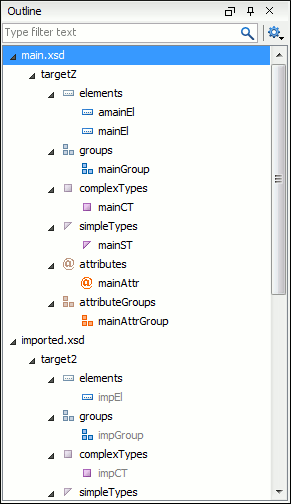 Outline
Type filter text
main.xsd
targetZ
elements
amainEl
mainEl
groups
mainGroup
complexTypes
mainCT
simpleTypes
mainST
attributes
mainAttr
attributeGroups
mainAttrGroup
imported.xsd
target2
elements
impEl
groups
impGroup
complexTypes
impCT
simpleTypes